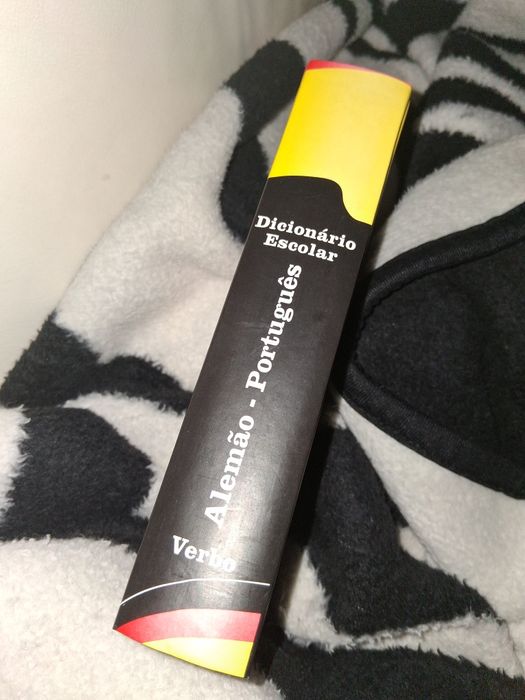 Dicionário
Escolar
Alemão - Português
Verbo